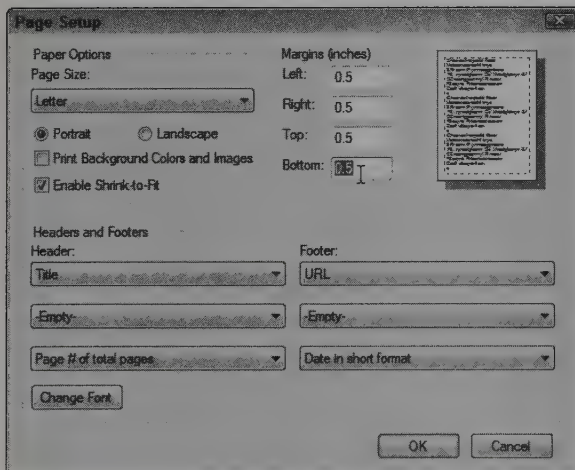 Page Setup
Paper Options
Page Size:
Letter
Portrait Landscape
Print Background Colors and Images
Enable Shrink-to-Fit
Margins (inches)
Left: 0.5
Right: 0.5
Top: 0.5
Bottom: 0.5
Headers and Footers
Header:
Title
-Empty-
Page # of total pages
Footer:
URL
-Empty-
Date in short format
Change Font
OK Cancel